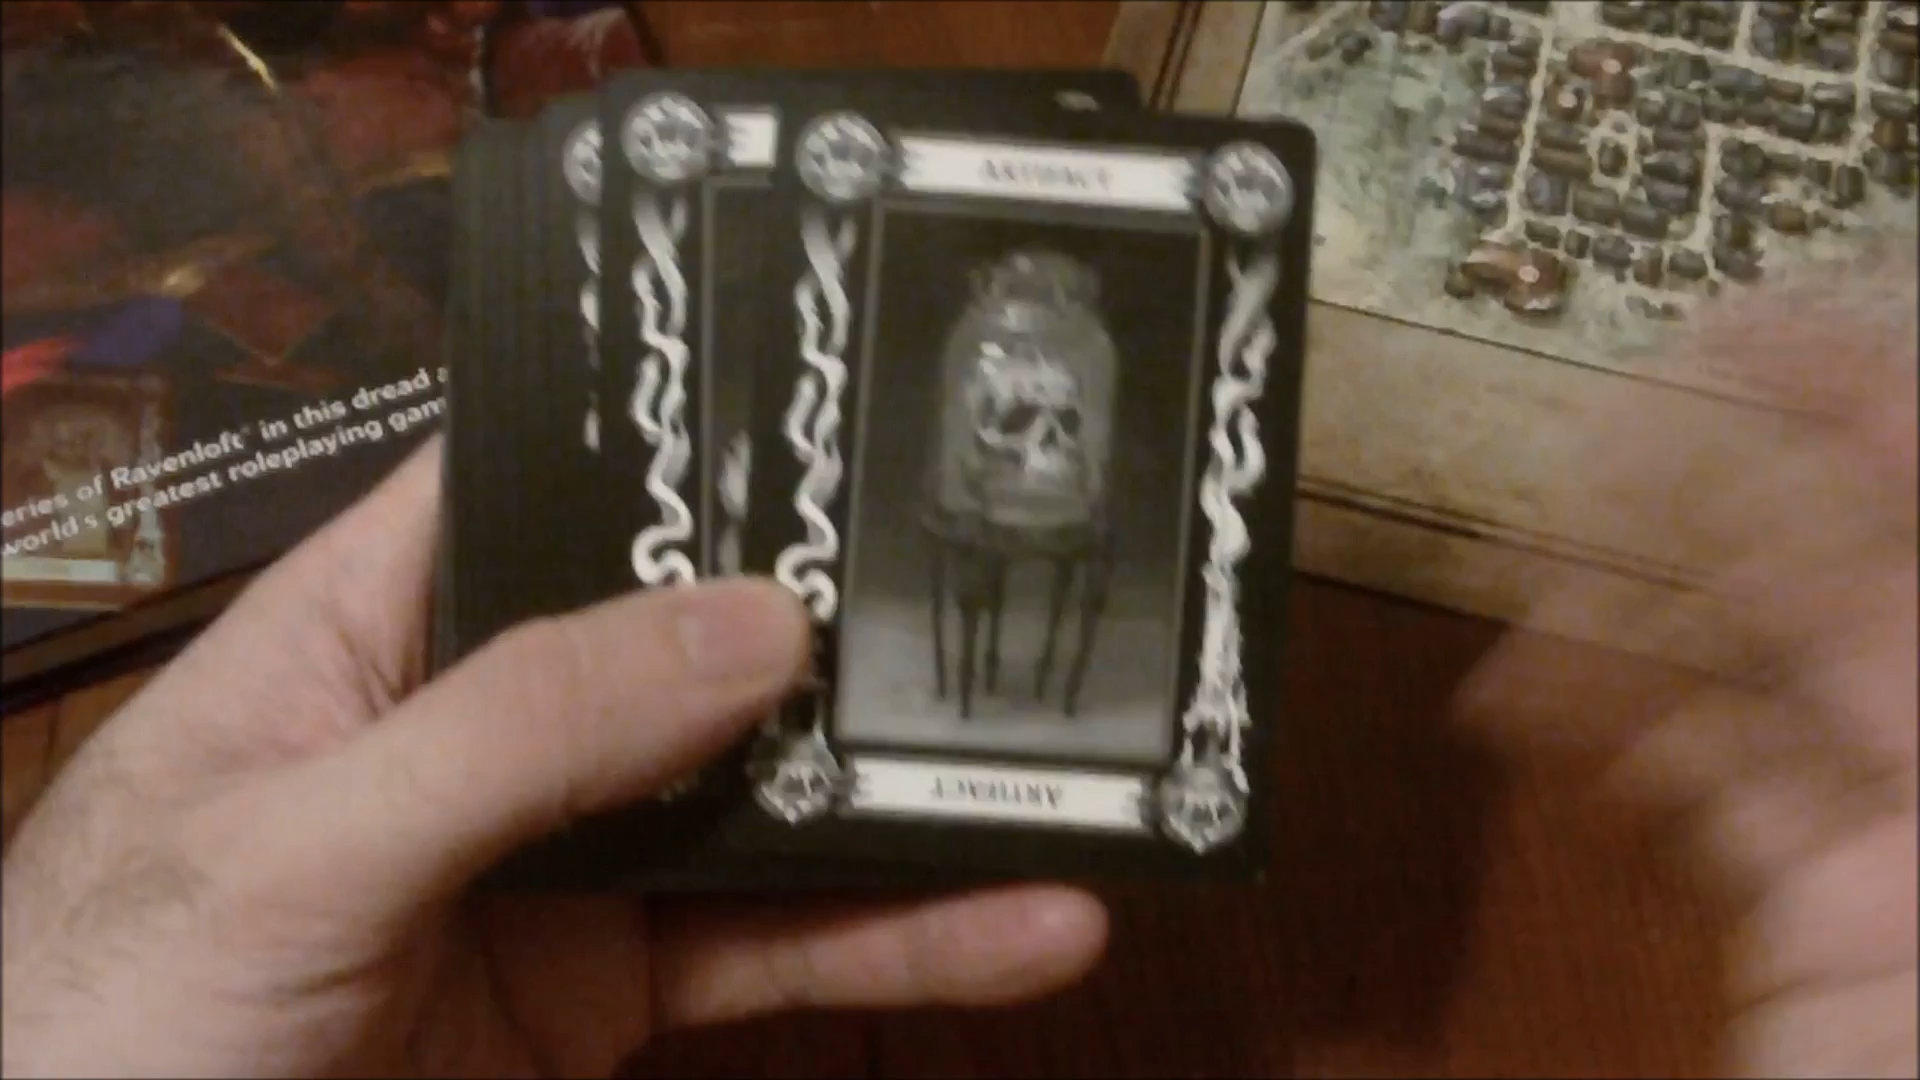 ARTIFACT
ARTIFACT
eries of Ravenloft® in this dread
world's greatest roleplaying gam